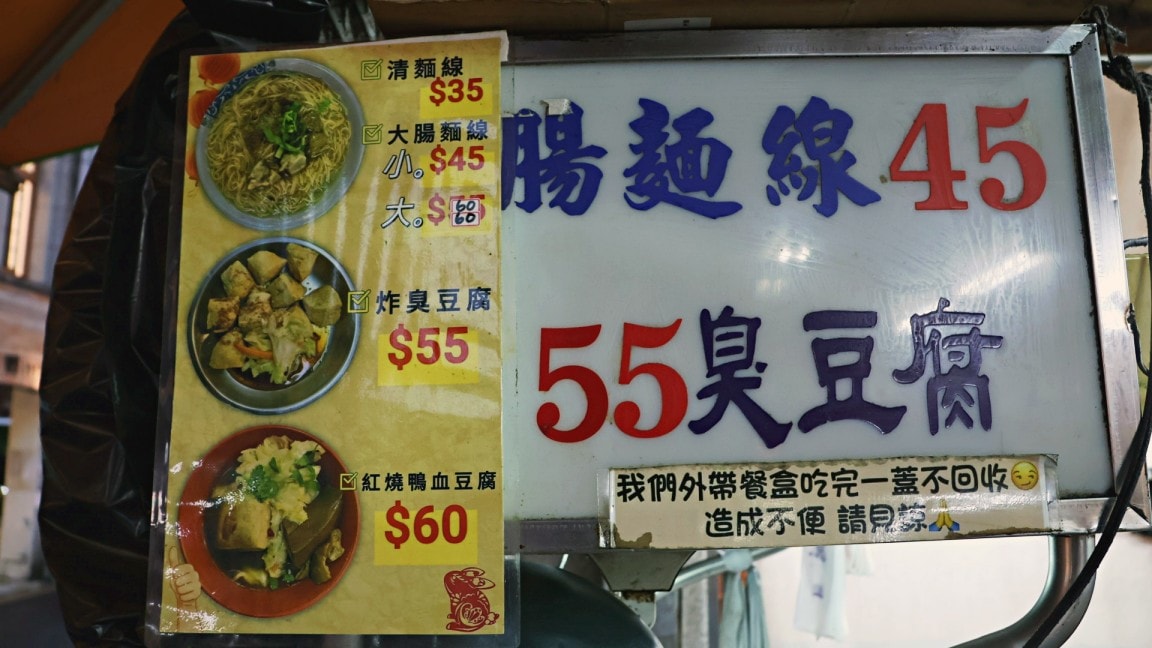 清麵線
$35
大腸麵線
小。$45
大。60
60
炸臭豆腐
$55
紅燒鴨血豆腐
$60
腸麵線45
55臭豆腐
我們外帶餐盒吃完一蓋不回收😏
造成不便 請見諒🙏